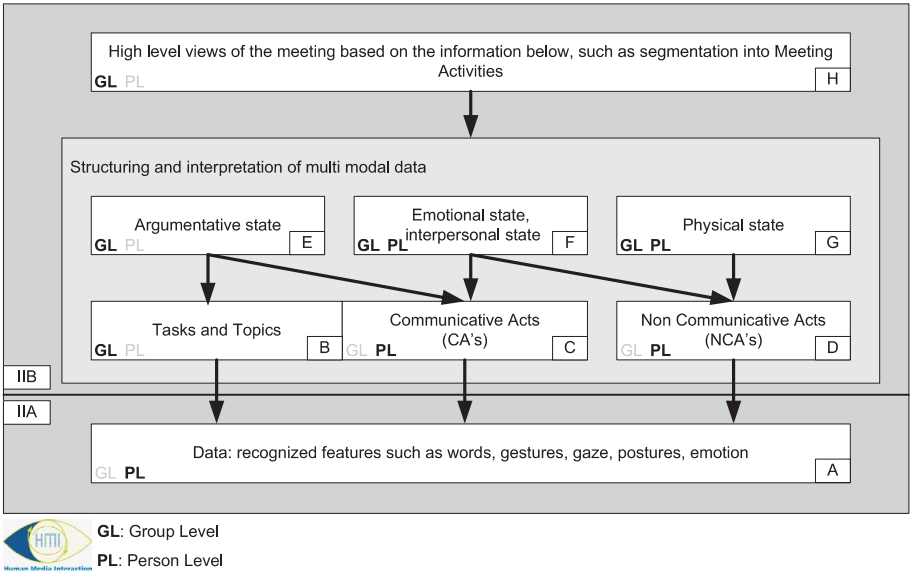 High level views of the meeting based on the information below, such as segmentation into Meeting
Activities
GL PL
H
Structuring and interpretation of multi modal data
Argumentative state
GL PL
E
Emotional state,
interpersonal state
GL PL
F
Physical state
GL PL
G
Tasks and Topics
GL PL
B
Communicative Acts
(CA's)
GL PL
C
Non Communicative Acts
(NCA's)
GL PL
D
IIB
IIA
Data: recognized features such as words, gestures, gaze, postures, emotion
GL PL
A
HMI
Human Media Interaction
GL: Group Level
PL: Person Level